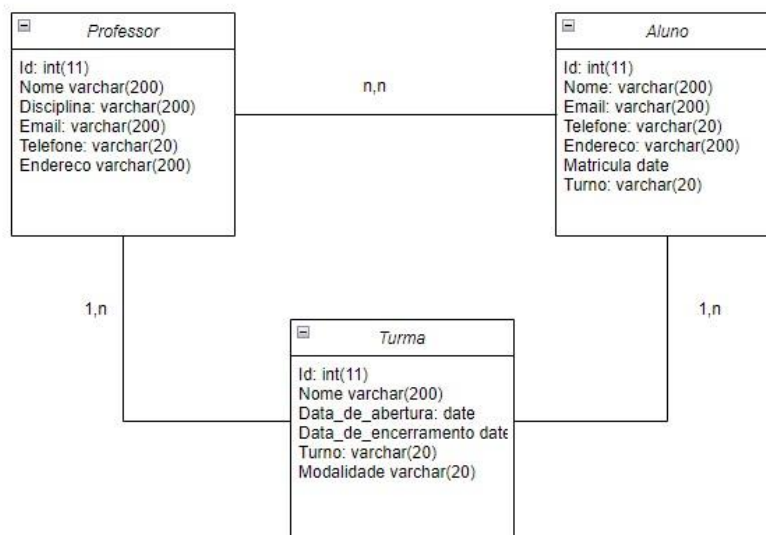 Professor
Id: int(11)
Nome varchar(200)
Disciplina: varchar(200)
Email: varchar(200)
Telefone: varchar(20)
Endereco varchar(200)
n,n
Aluno
Id: int(11)
Nome: varchar(200)
Email: varchar(200)
Telefone: varchar(20)
Endereco: varchar(200)
Matricula date
Turno: varchar(20)
1,n
1,n
Turma
Id: int(11)
Nome varchar(200)
Data_de_abertura: date
Data_de_encerramento date
Turno: varchar(20)
Modalidade varchar(20)